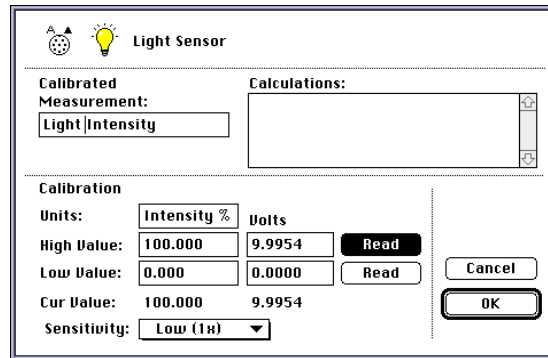 A
Light Sensor
Calibrated
Measurement:
Light Intensity
Calculations:
Calibration
Units: Intensity % Volts
High Value: 100.000 9.9954 Read
Low Value: 0.000 0.0000 Read
Cur Value: 100.000 9.9954
Sensitivity: Low (1x)
Cancel
OK